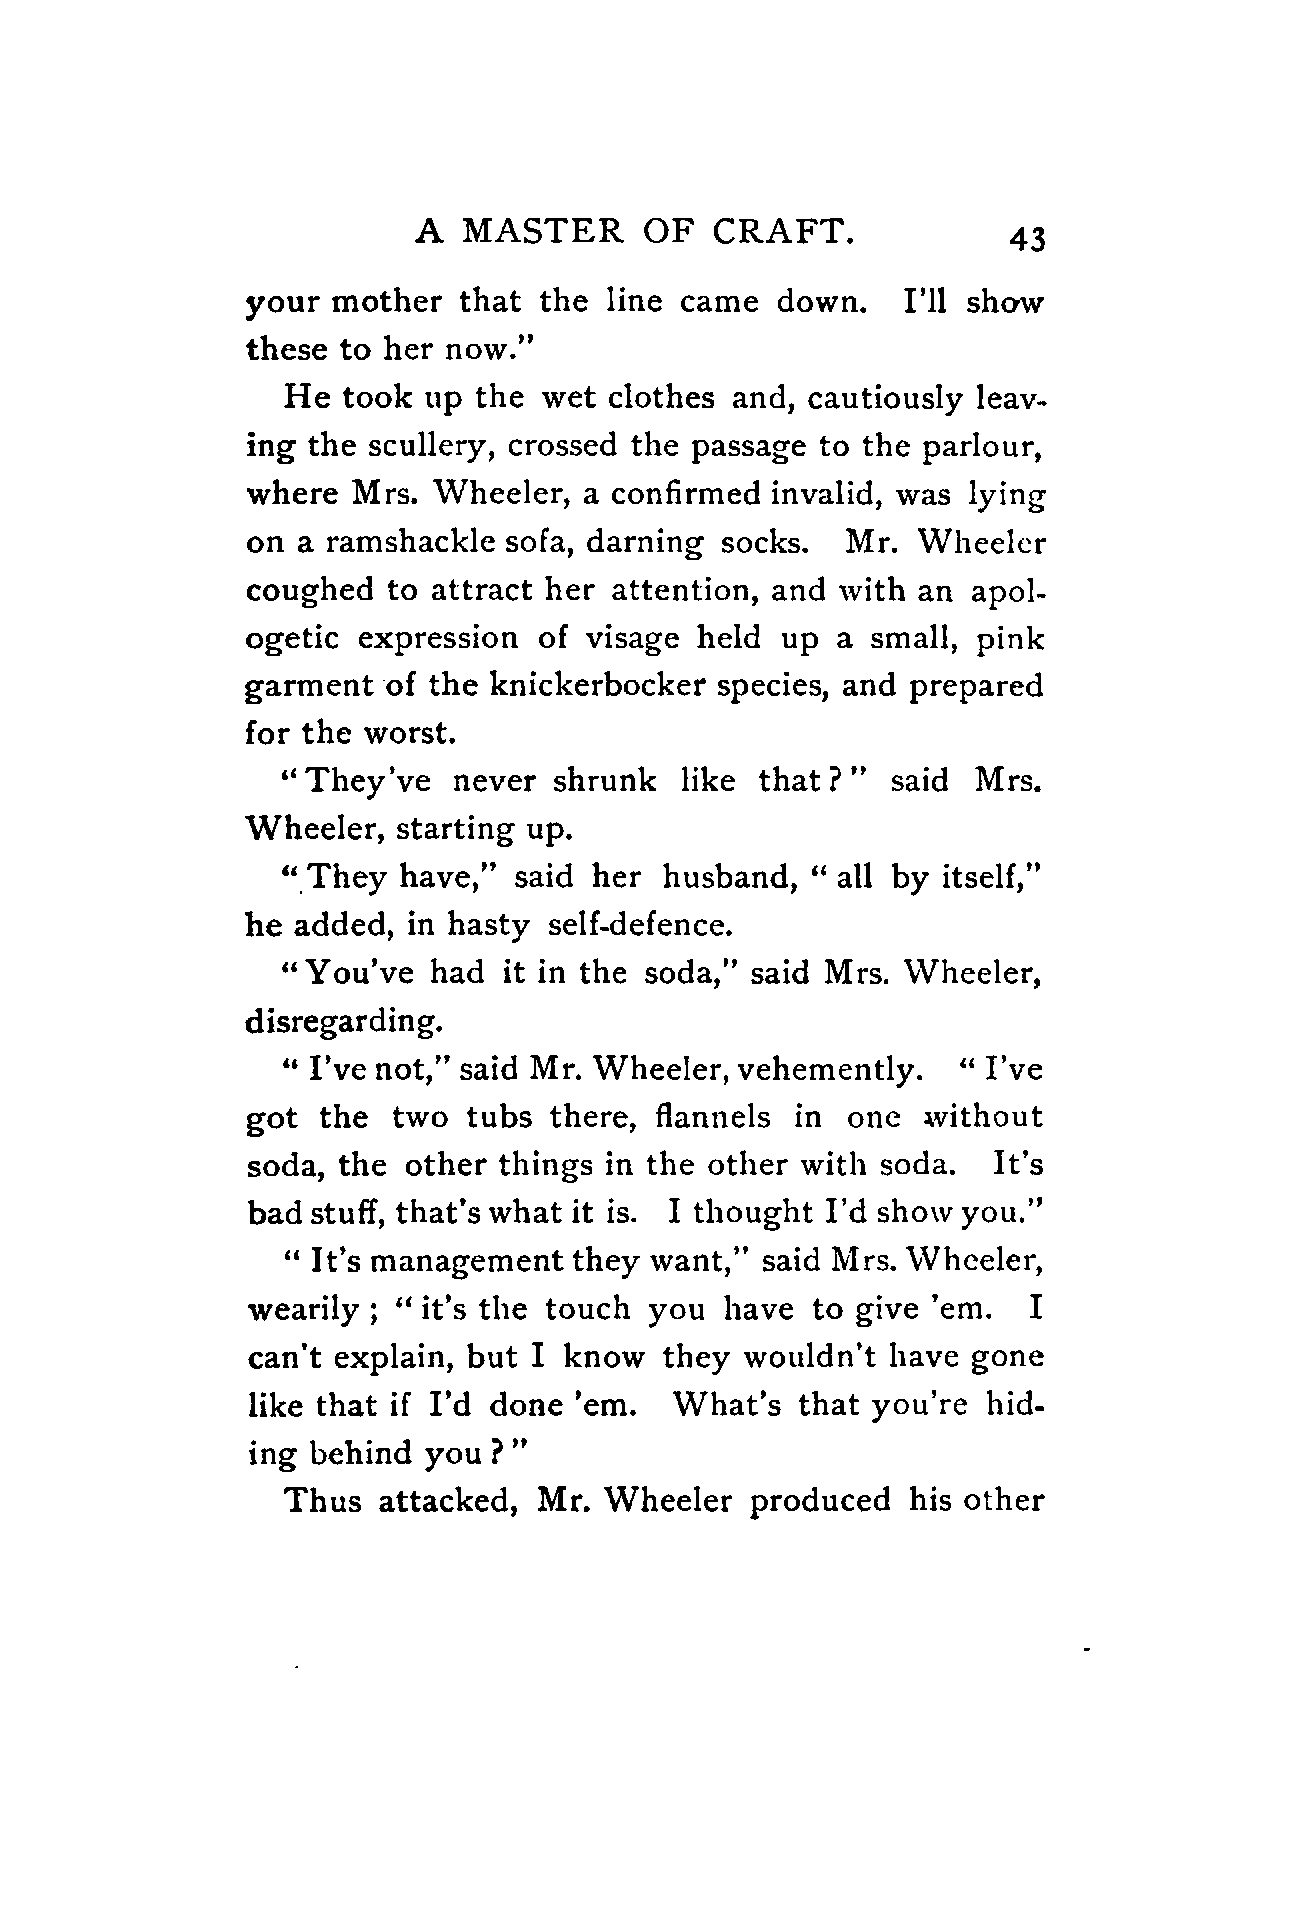 A MASTER OF CRAFT. 43
your mother that the line came down. I'll show
these to her now."
He took up the wet clothes and, cautiously leav-
ing the scullery, crossed the passage to the parlour,
where Mrs. Wheeler, a confirmed invalid, was lying
on a ramshackle sofa, darning socks. Mr. Wheeler
coughed to attract her attention, and with an apol-
ogetic expression of visage held up a small, pink
garment of the knickerbocker species, and prepared
for the worst.
"They've never shrunk like that?" said Mrs.
Wheeler, starting up.
"They have," said her husband, "all by itself,"
he added, in hasty self-defence.
"You've had it in the soda," said Mrs. Wheeler,
disregarding.
"I've not," said Mr. Wheeler, vehemently. "I've
got the two tubs there, flannels in one without
soda, the other things in the other with soda. It's
bad stuff, that's what it is. I thought I'd show you."
"It's management they want," said Mrs. Wheeler,
wearily; "it's the touch you have to give 'em. I
can't explain, but I know they wouldn't have gone
like that if I'd done 'em. What's that you're hid-
ing behind you?"
Thus attacked, Mr. Wheeler produced his other